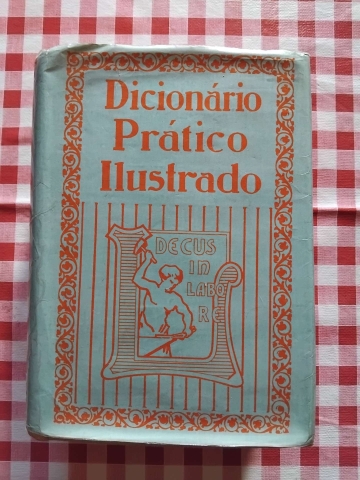 Dicionário
Prático
Ilustrado
DECUS
in
LABO
RE